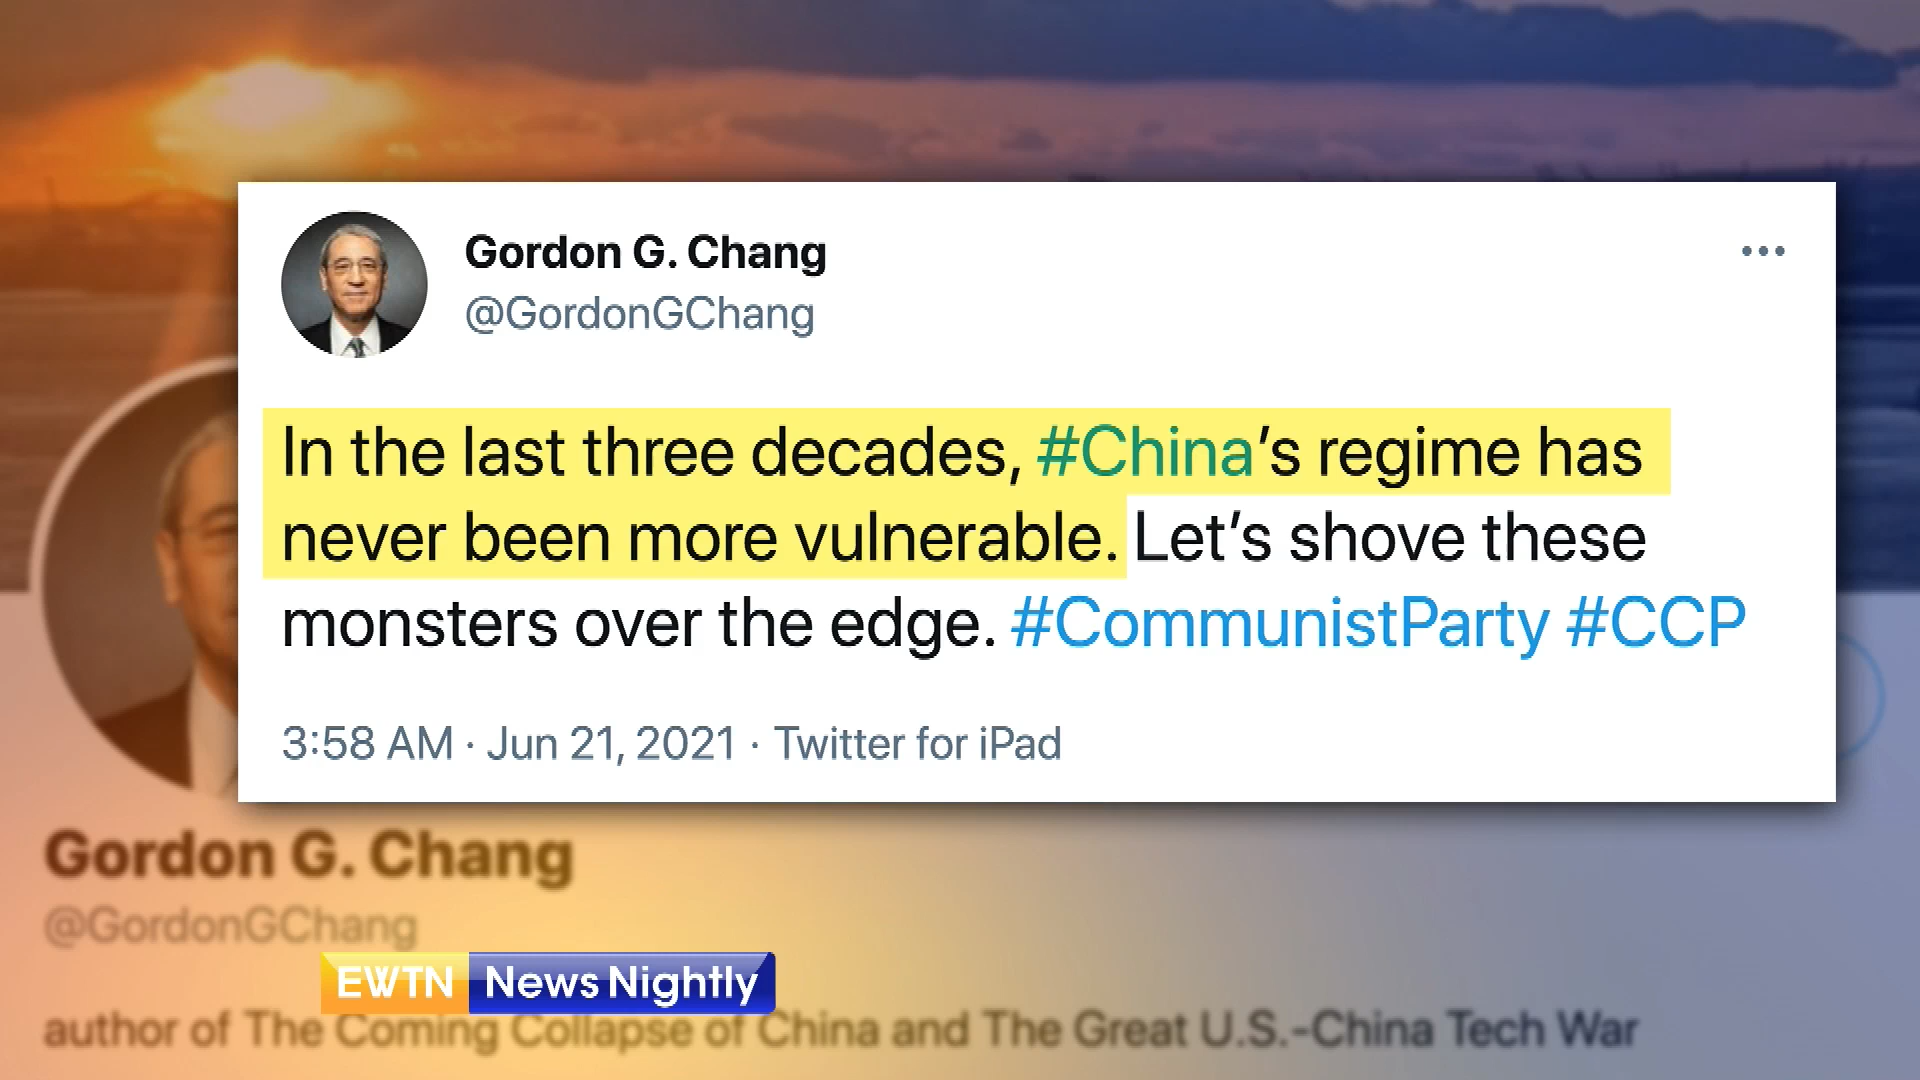 Gordon G. Chang
@GordonGChang
In the last three decades, #China's regime has
never been more vulnerable. Let's shove these
monsters over the edge. #CommunistParty #CCP
3:58 AM · Jun 21, 2021 · Twitter for iPad
Gordon G. Chang
@GordonGChang
EWTN News Nightly
author of The Coming Collapse of China and The Great U.S.-China Tech War